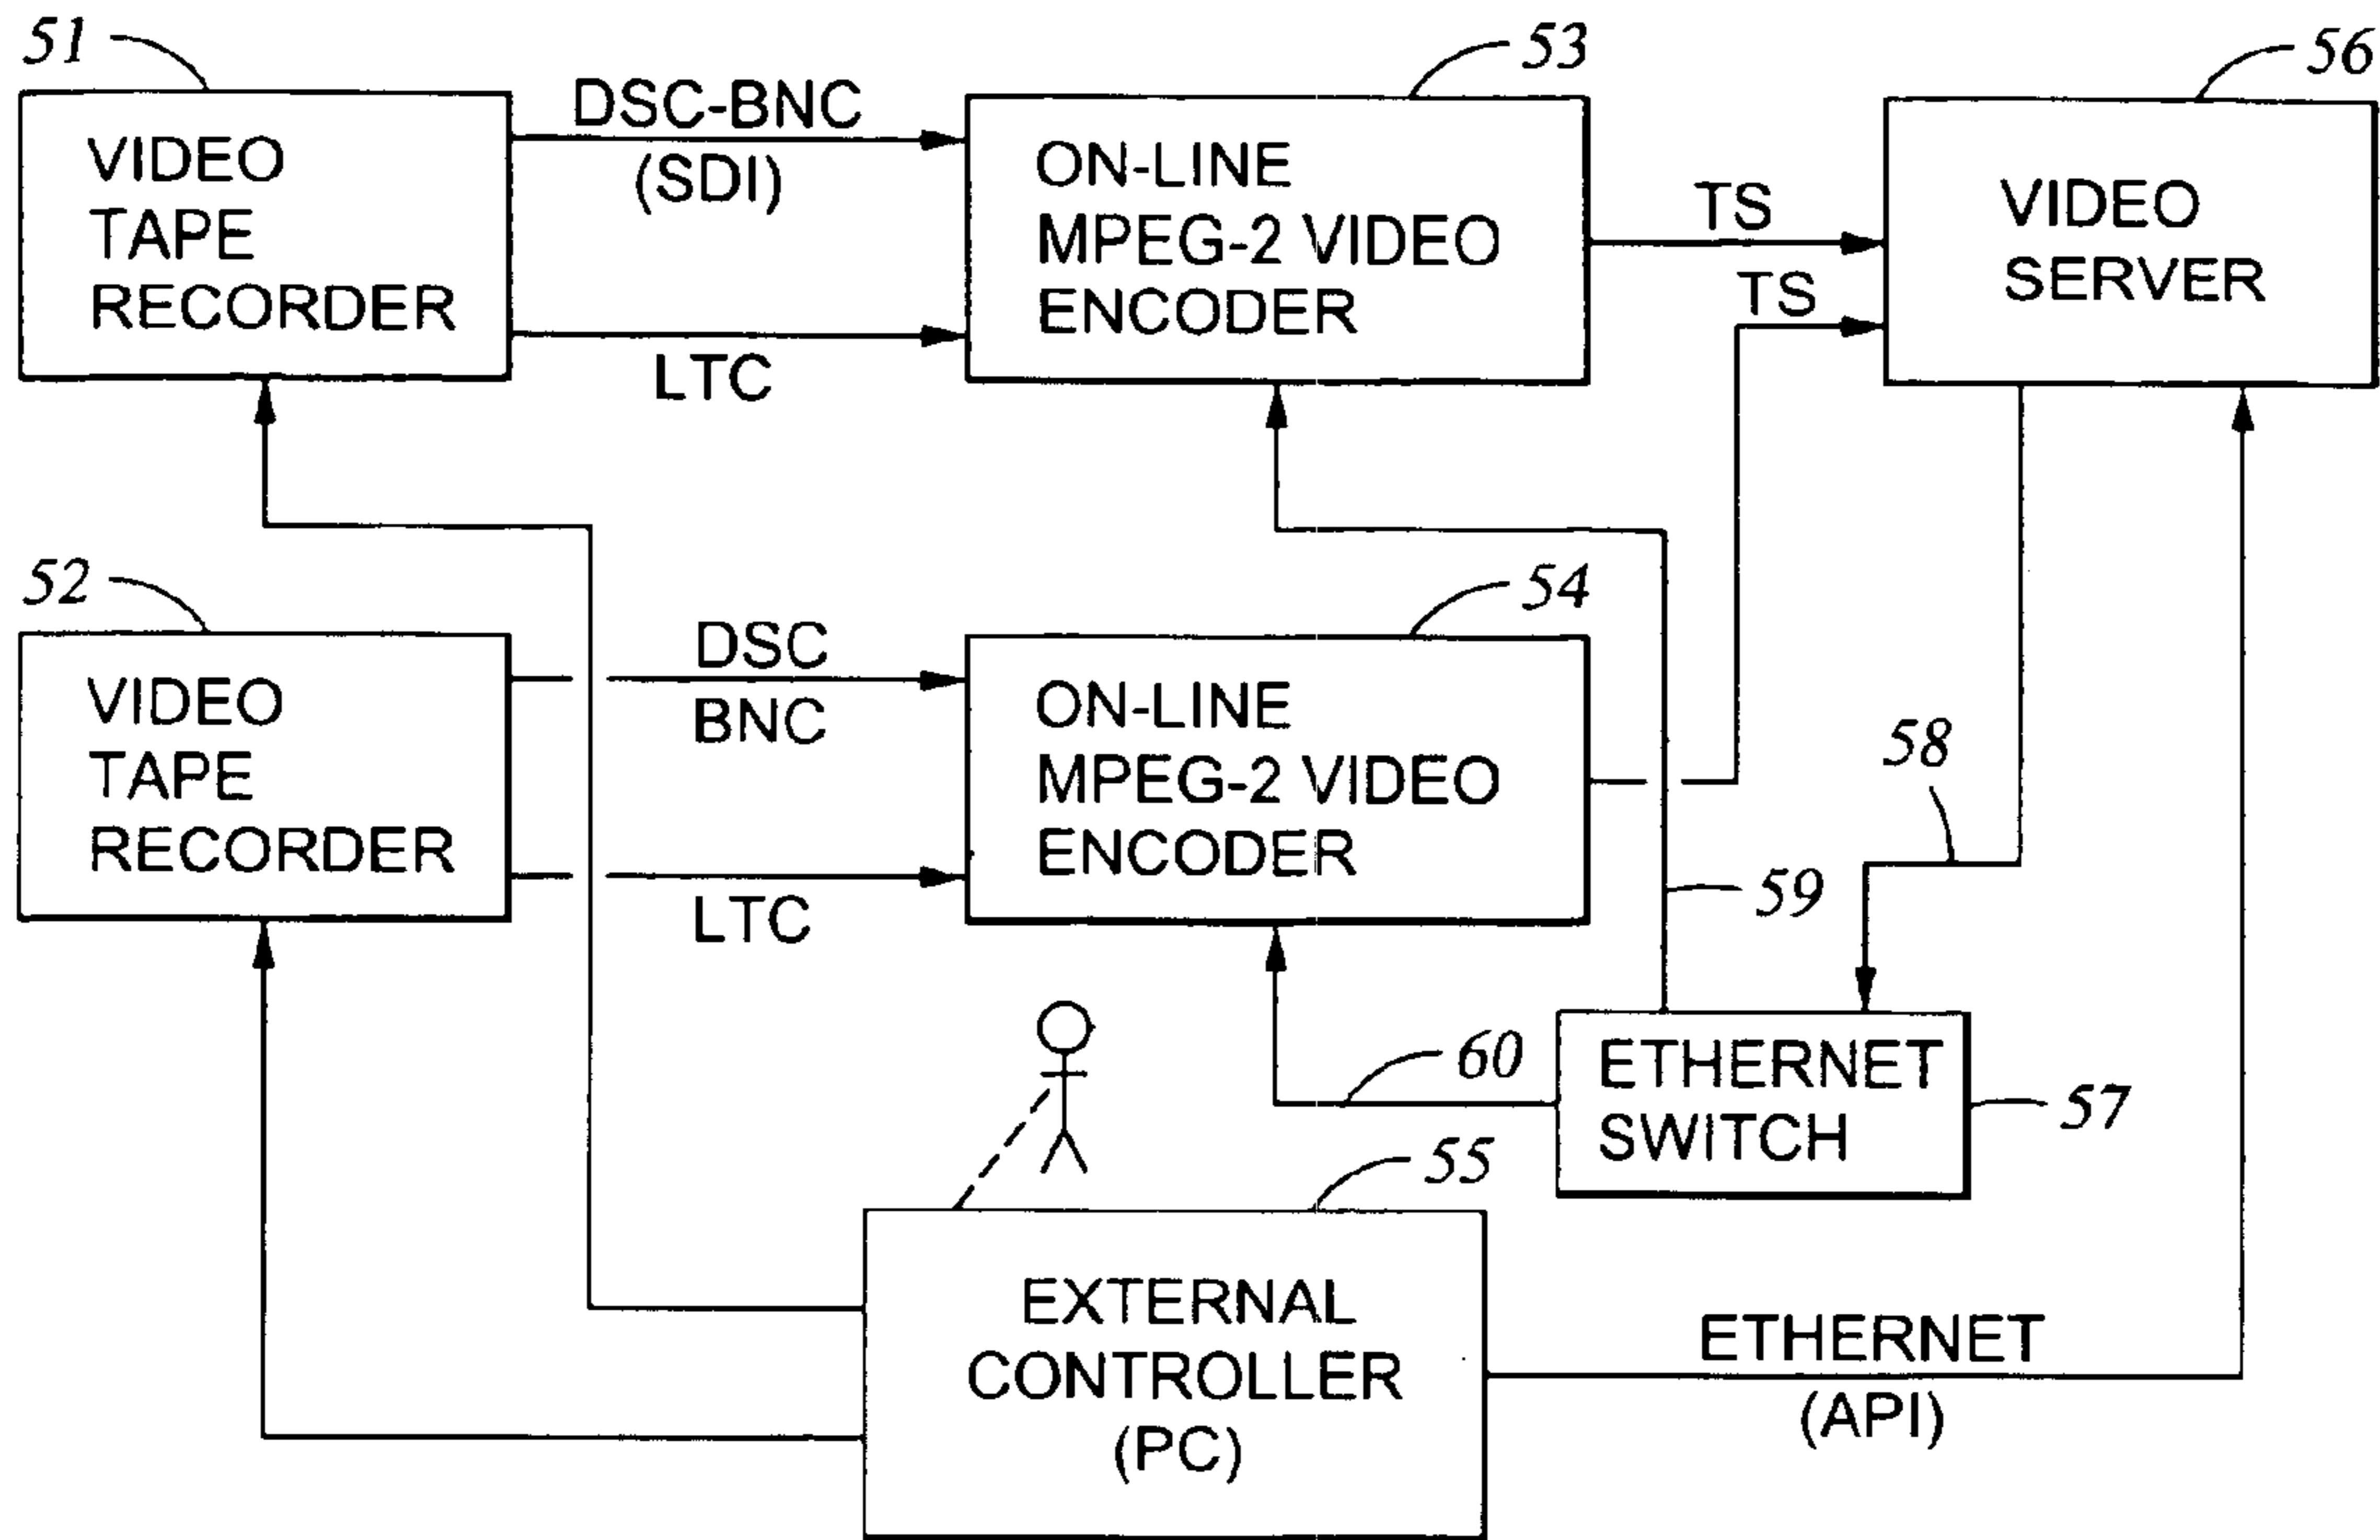 51
VIDEO
TAPE
RECORDER
DSC-BNC
(SDI)
LTC
53
ON-LINE
MPEG-2 VIDEO
ENCODER
TS
TS
56
VIDEO
SERVER
52
VIDEO
TAPE
RECORDER
DSC
BNC
LTC
54
ON-LINE
MPEG-2 VIDEO
ENCODER
58
59
60
ETHERNET
SWITCH
57
55
EXTERNAL
CONTROLLER
(PC)
ETHERNET
(API)